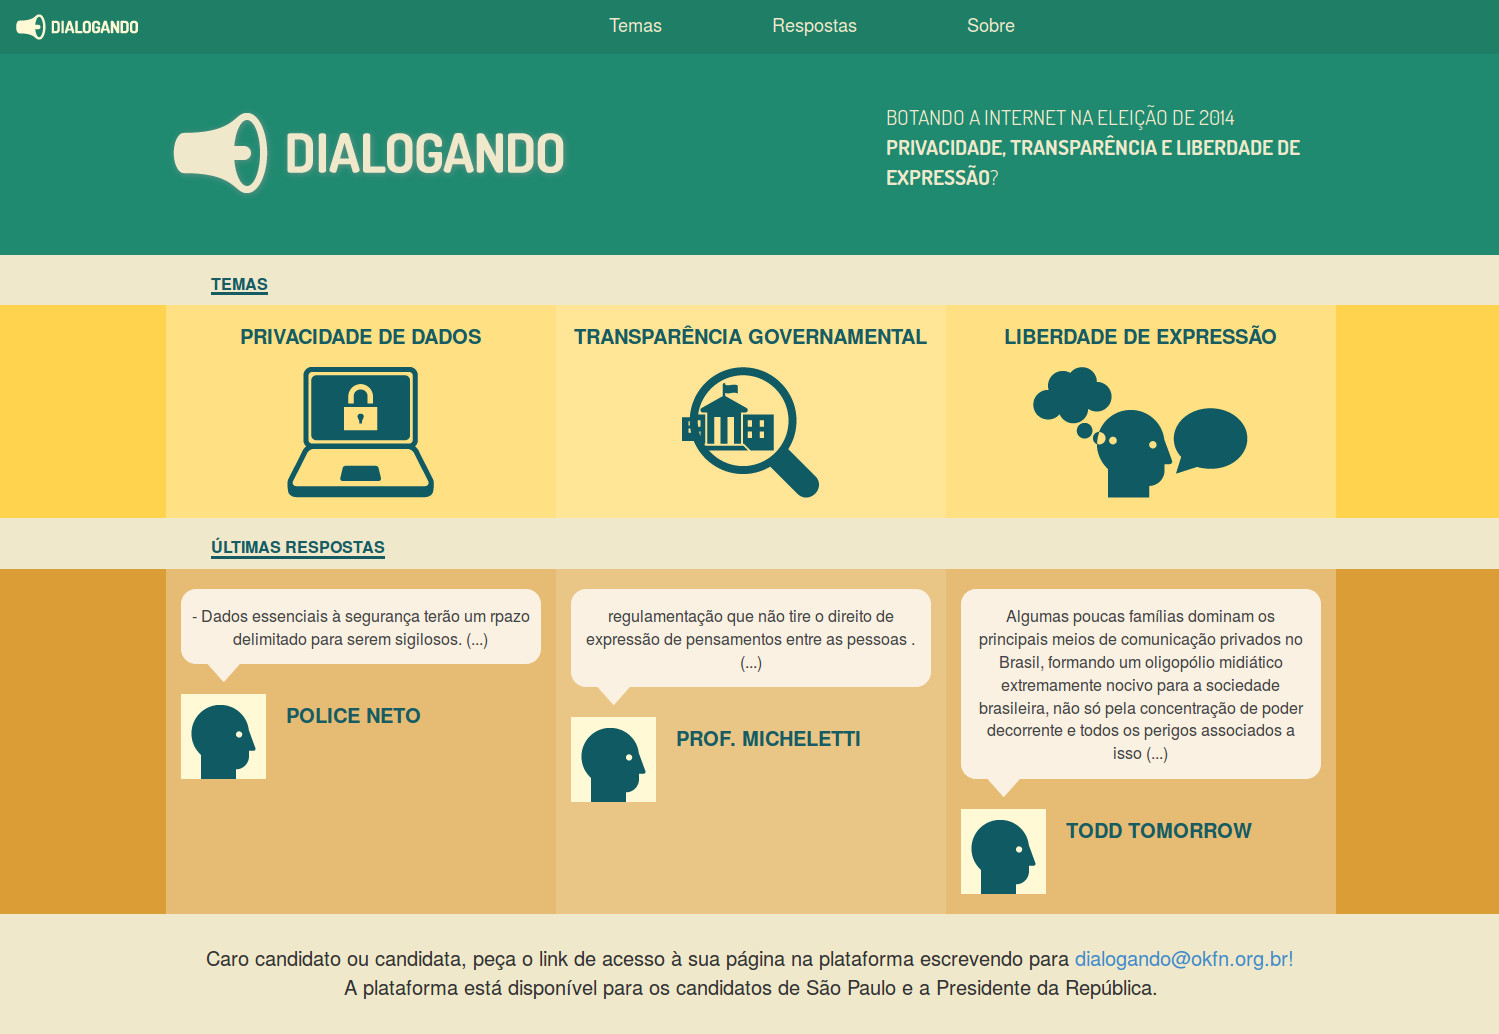 DIALOGANDO
Temas
Respostas
Sobre
DIALOGANDO
BOTANDO A INTERNET NA ELEIÇÃO DE 2014
PRIVACIDADE, TRANSPARÊNCIA E LIBERDADE DE
EXPRESSÃO?
TEMAS
PRIVACIDADE DE DADOS
TRANSPARÊNCIA GOVERNAMENTAL
LIBERDADE DE EXPRESSÃO
ÚLTIMAS RESPOSTAS
- Dados essenciais à segurança terão um rpazo
delimitado para serem sigilosos. (...)
POLICE NETO
regulamentação que não tire o direito de
expressão de pensamentos entre as pessoas .
(...)
PROF. MICHELETTI
Algumas poucas famílias dominam os
principais meios de comunicação privados no
Brasil, formando um oligopólio midiático
extremamente nocivo para a sociedade
brasileira, não só pela concentração de poder
decorrente e todos os perigos associados a
isso (...)
TODD TOMORROW
Caro candidato ou candidata, peça o link de acesso à sua página na plataforma escrevendo para dialogando@okfn.org.br!
A plataforma está disponível para os candidatos de São Paulo e a Presidente da República.